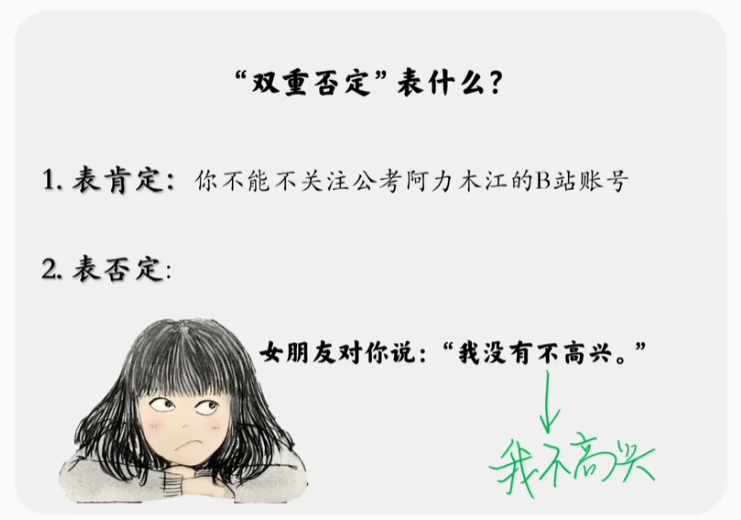 “双重否定”表什么？
1. 表肯定：你不能不关注公考阿力木江的B站账号
2. 表否定：
女朋友对你说：“我没有不高兴。”
我不高兴